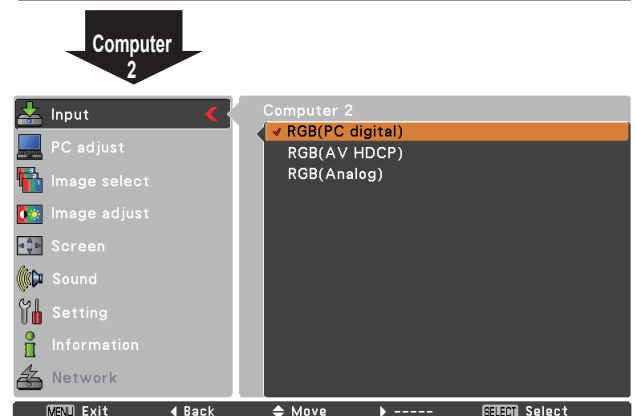 Computer
2
Input
PC adjust
Image select
Image adjust
Screen
Sound
Setting
Information
Network
Computer 2
RGB(PC digital)
RGB(AV HDCP)
RGB(Analog)
MENU Exit Back Move ----- SELECT Select